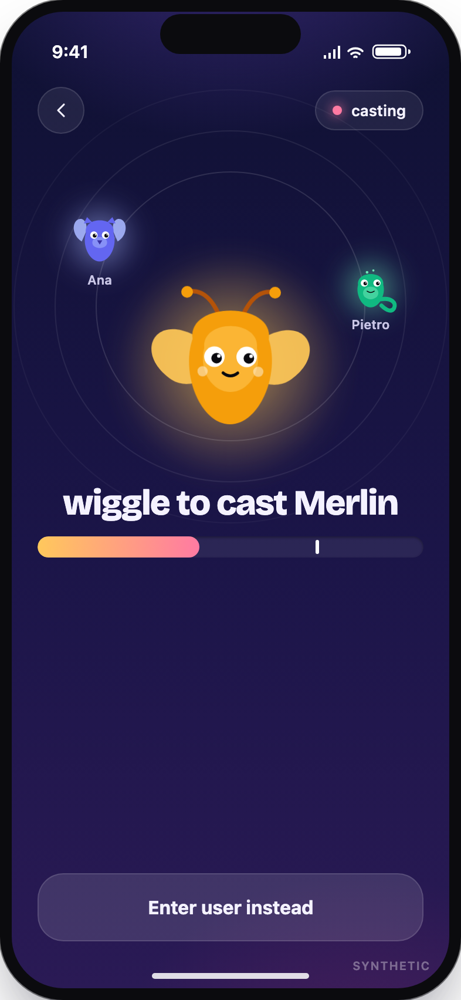 9:41
casting
Ana
Pietro
wiggle to cast Merlin
Enter user instead
SYNTHETIC